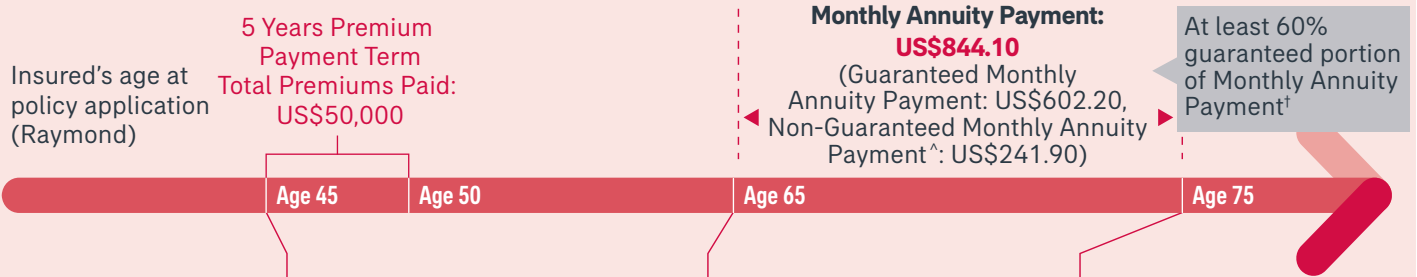 Insured's age at
policy application
(Raymond)
5 Years Premium
Payment Term
Total Premiums Paid:
US$50,000
Monthly Annuity Payment:
US$844.10
(Guaranteed Monthly
Annuity Payment: US$602.20,
Non-Guaranteed Monthly Annuity
Payment^: US$241.90)
At least 60%
guaranteed portion
of Monthly Annuity
Payment†
Age 45
Age 50
Age 65
Age 75